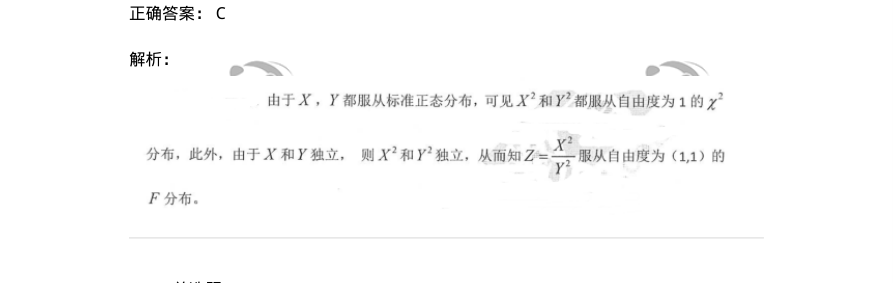 正确答案： C
解析：
由于 X ，Y 都服从标准正态分布，可见 X² 和 Y² 都服从自由度为 1 的 χ²
分布，此外，由于 X 和 Y 独立， 则 X² 和 Y² 独立，从而知 Z = X²/Y² 服从自由度为（1,1）的
F 分布。